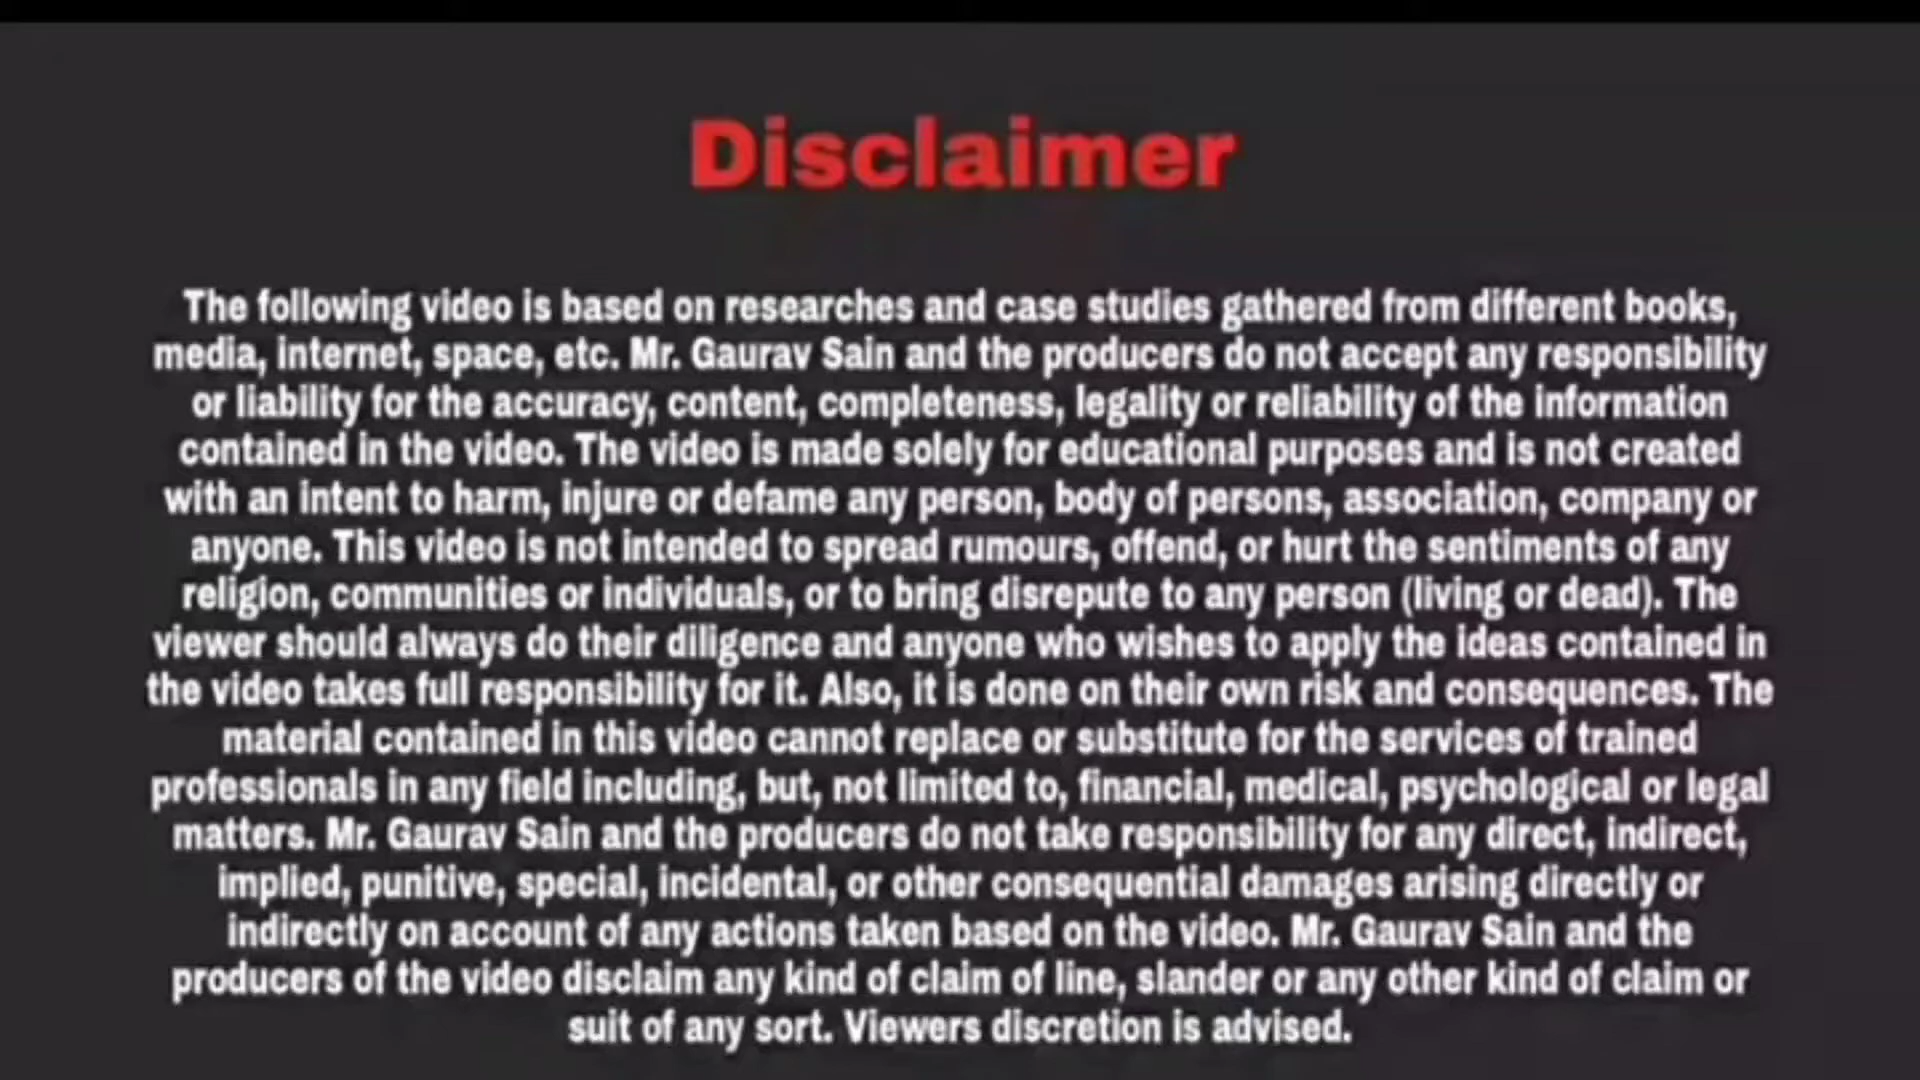 Disclaimer
The following video is based on researches and case studies gathered from different books,
media, internet, space, etc. Mr. Gaurav Sain and the producers do not accept any responsibility
or liability for the accuracy, content, completeness, legality or reliability of the information
contained in the video. The video is made solely for educational purposes and is not created
with an intent to harm, injure or defame any person, body of persons, association, company or
anyone. This video is not intended to spread rumours, offend, or hurt the sentiments of any
religion, communities or individuals, or to bring disrepute to any person (living or dead). The
viewer should always do their diligence and anyone who wishes to apply the ideas contained in
the video takes full responsibility for it. Also, it is done on their own risk and consequences. The
material contained in this video cannot replace or substitute for the services of trained
professionals in any field including, but, not limited to, financial, medical, psychological or legal
matters. Mr. Gaurav Sain and the producers do not take responsibility for any direct, indirect,
implied, punitive, special, incidental, or other consequential damages arising directly or
indirectly on account of any actions taken based on the video. Mr. Gaurav Sain and the
producers of the video disclaim any kind of claim of line, slander or any other kind of claim or
suit of any sort. Viewers discretion is advised.